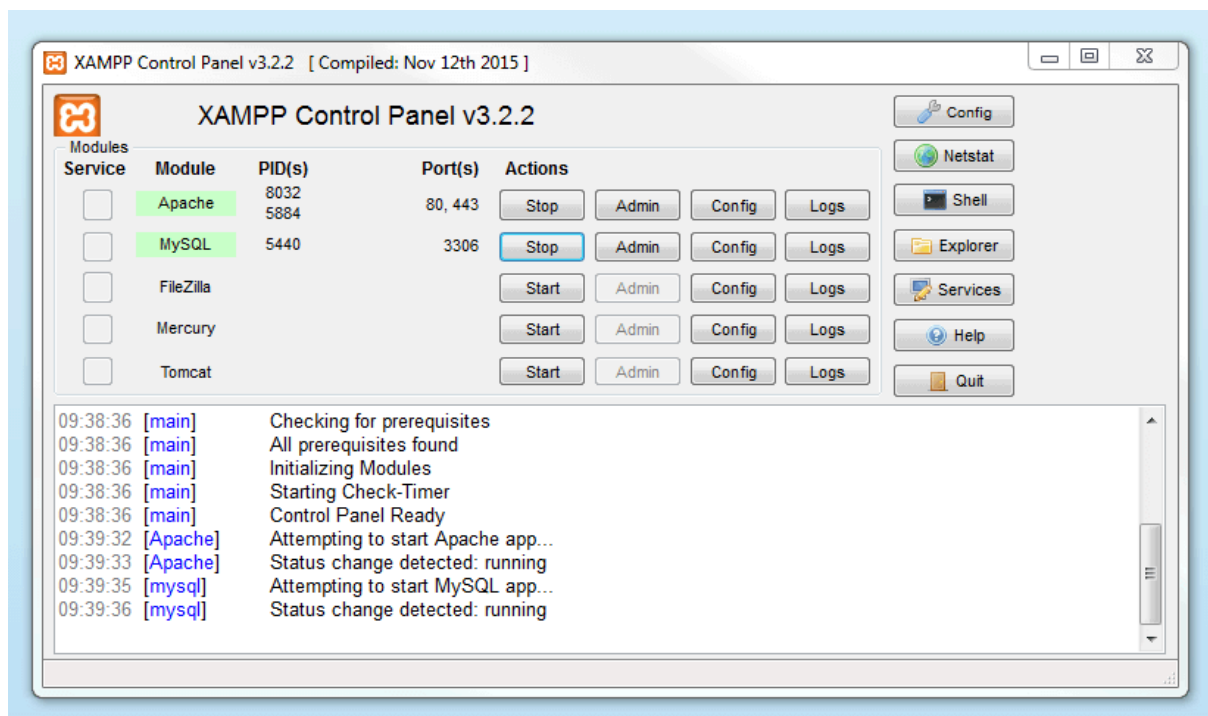 XAMPP Control Panel v3.2.2 [ Compiled: Nov 12th 2015 ]
XAMPP Control Panel v3.2.2
Config
Modules
Service Module PID(s) Port(s) Actions
Netstat
Apache 8032 5884 80, 443 Stop Admin Config Logs
Shell
MySQL 5440 3306 Stop Admin Config Logs
Explorer
FileZilla Start Admin Config Logs
Services
Mercury Start Admin Config Logs
Help
Tomcat Start Admin Config Logs
Quit
09:38:36 [main] Checking for prerequisites
09:38:36 [main] All prerequisites found
09:38:36 [main] Initializing Modules
09:38:36 [main] Starting Check-Timer
09:38:36 [main] Control Panel Ready
09:39:32 [Apache] Attempting to start Apache app...
09:39:33 [Apache] Status change detected: running
09:39:35 [mysql] Attempting to start MySQL app...
09:39:36 [mysql] Status change detected: running